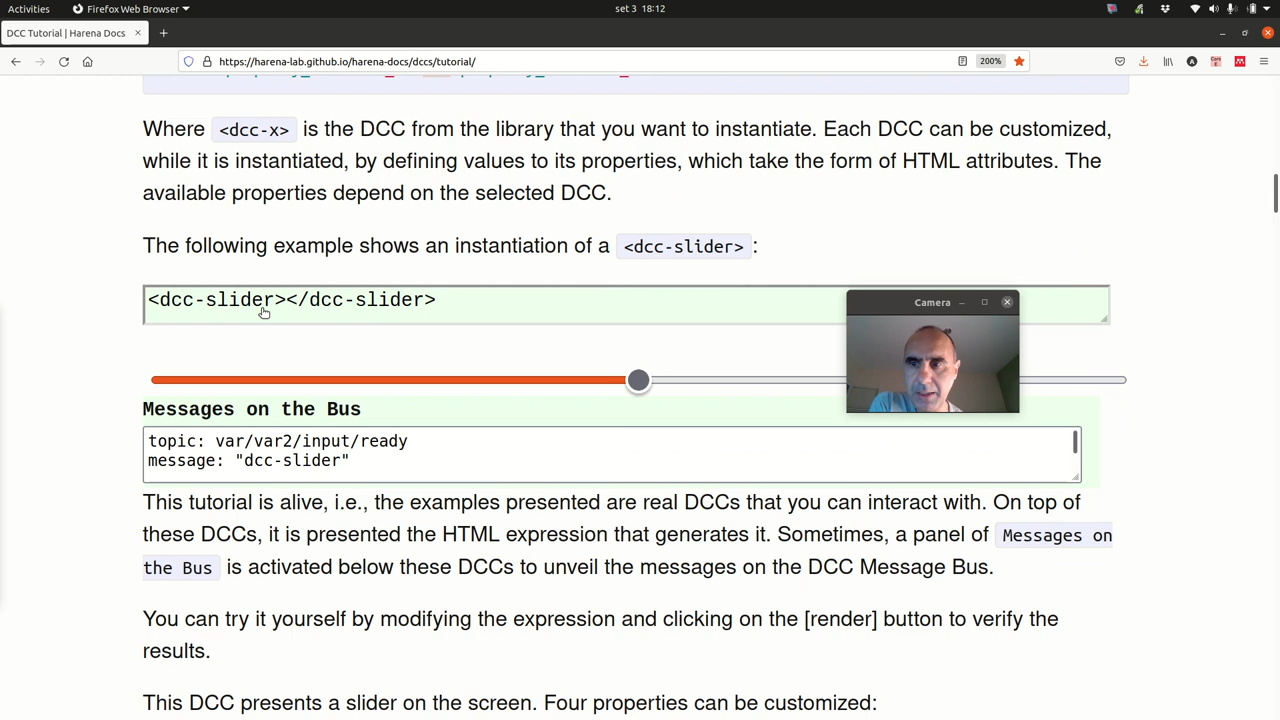 Activities
Firefox Web Browser
set 3 18:12
DCC Tutorial | Harena Docs
https://harena-lab.github.io/harena-docs/dccs/tutorial/
200%
Where <dcc-x> is the DCC from the library that you want to instantiate. Each DCC can be customized,
while it is instantiated, by defining values to its properties, which take the form of HTML attributes. The
available properties depend on the selected DCC.
The following example shows an instantiation of a <dcc-slider> :
<dcc-slider></dcc-slider>
Camera
Messages on the Bus
topic: var/var2/input/ready
message: "dcc-slider"
This tutorial is alive, i.e., the examples presented are real DCCs that you can interact with. On top of
these DCCs, it is presented the HTML expression that generates it. Sometimes, a panel of Messages on
the Bus is activated below these DCCs to unveil the messages on the DCC Message Bus.
You can try it yourself by modifying the expression and clicking on the [render] button to verify the
results.
This DCC presents a slider on the screen. Four properties can be customized: